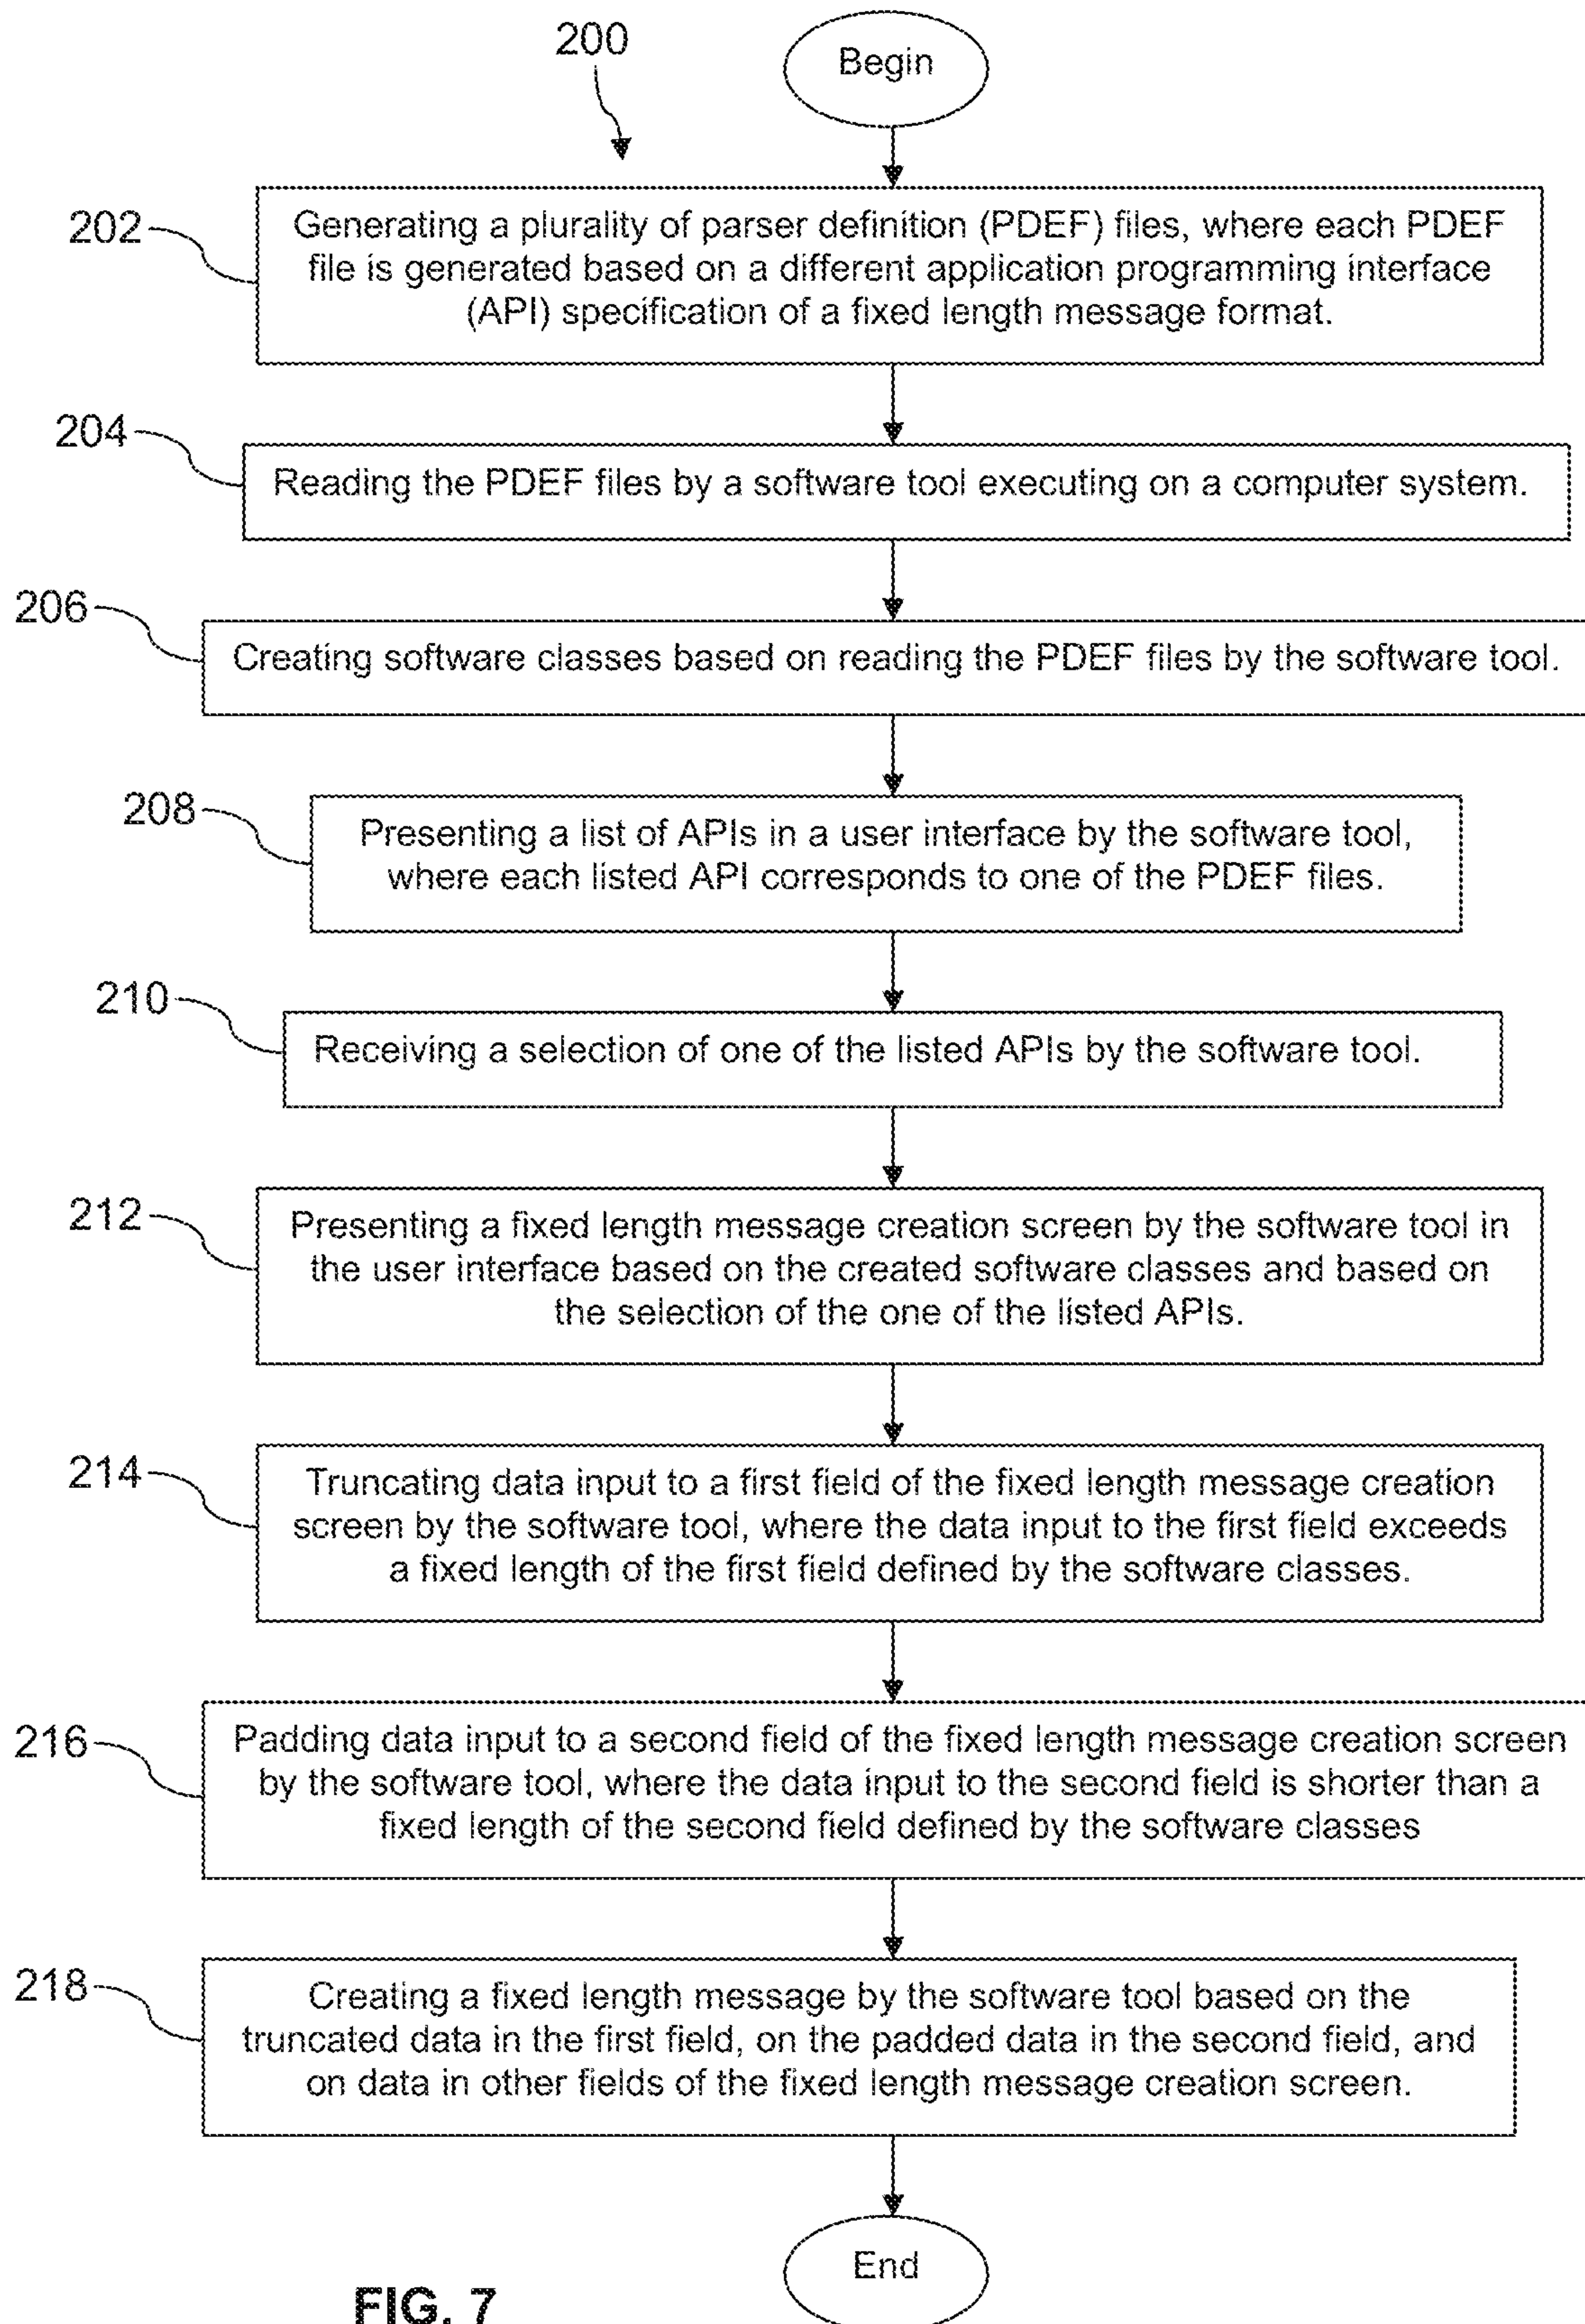 200
Begin
202
Generating a plurality of parser definition (PDEF) files, where each PDEF
file is generated based on a different application programming interface
(API) specification of a fixed length message format.
204
Reading the PDEF files by a software tool executing on a computer system.
206
Creating software classes based on reading the PDEF files by the software tool.
208
Presenting a list of APIs in a user interface by the software tool,
where each listed API corresponds to one of the PDEF files.
210
Receiving a selection of one of the listed APIs by the software tool.
212
Presenting a fixed length message creation screen by the software tool in
the user interface based on the created software classes and based on
the selection of the one of the listed APIs.
214
Truncating data input to a first field of the fixed length message creation
screen by the software tool, where the data input to the first field exceeds
a fixed length of the first field defined by the software classes.
216
Padding data input to a second field of the fixed length message creation screen
by the software tool, where the data input to the second field is shorter than a
fixed length of the second field defined by the software classes
218
Creating a fixed length message by the software tool based on the
truncated data in the first field, on the padded data in the second field, and
on data in other fields of the fixed length message creation screen.
End
FIG. 7